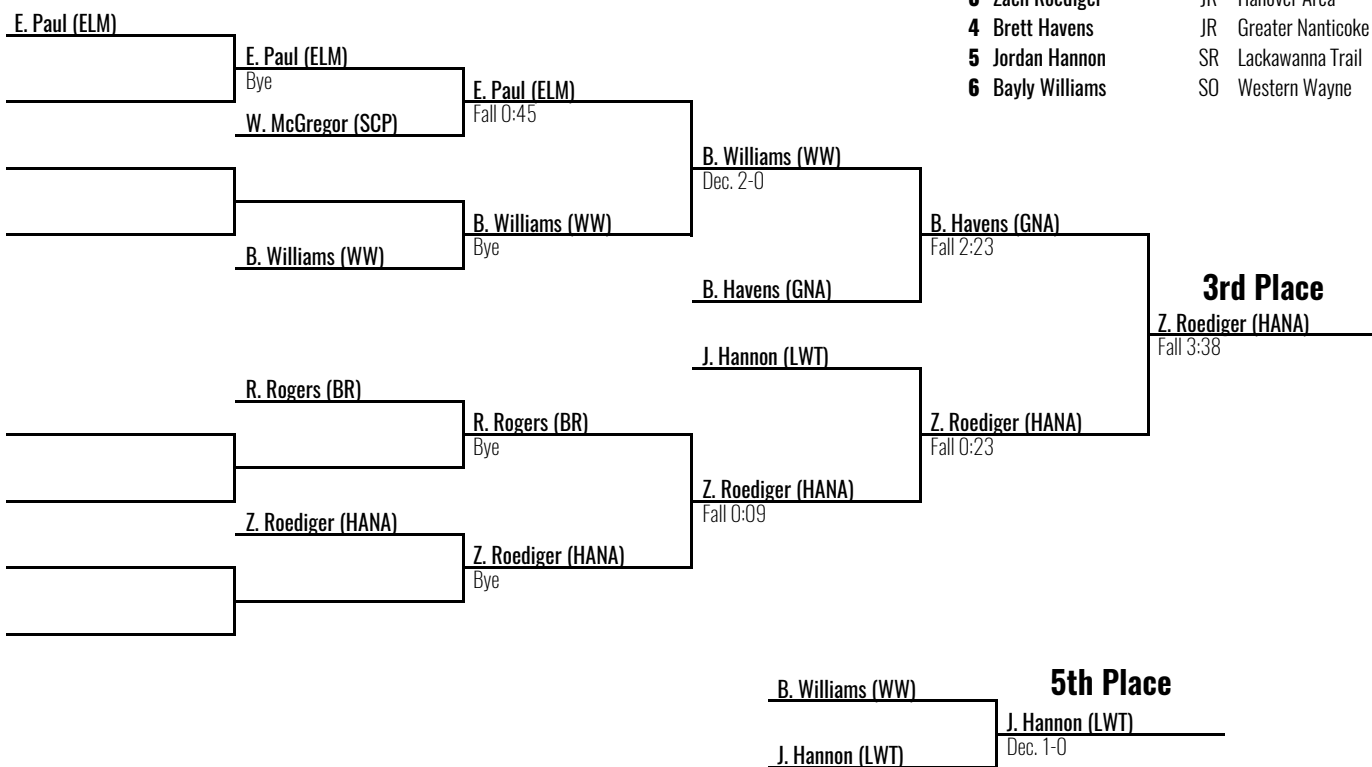 3 Zach Roediger JR Hanover Area
E. Paul (ELM)
4 Brett Havens JR Greater Nanticoke
E. Paul (ELM)
Bye
5 Jordan Hannon SR Lackawanna Trail
E. Paul (ELM)
Fall 0:45
6 Bayly Williams SO Western Wayne
W. McGregor (SCP)
B. Williams (WW)
Dec. 2-0
B. Williams (WW)
Bye
B. Havens (GNA)
Fall 2:23
B. Williams (WW)
B. Havens (GNA)
3rd Place
Z. Roediger (HANA)
Fall 3:38
J. Hannon (LWT)
R. Rogers (BR)
R. Rogers (BR)
Bye
Z. Roediger (HANA)
Fall 0:23
Z. Roediger (HANA)
Fall 0:09
Z. Roediger (HANA)
Z. Roediger (HANA)
Bye
5th Place
B. Williams (WW)
J. Hannon (LWT)
Dec. 1-0
J. Hannon (LWT)